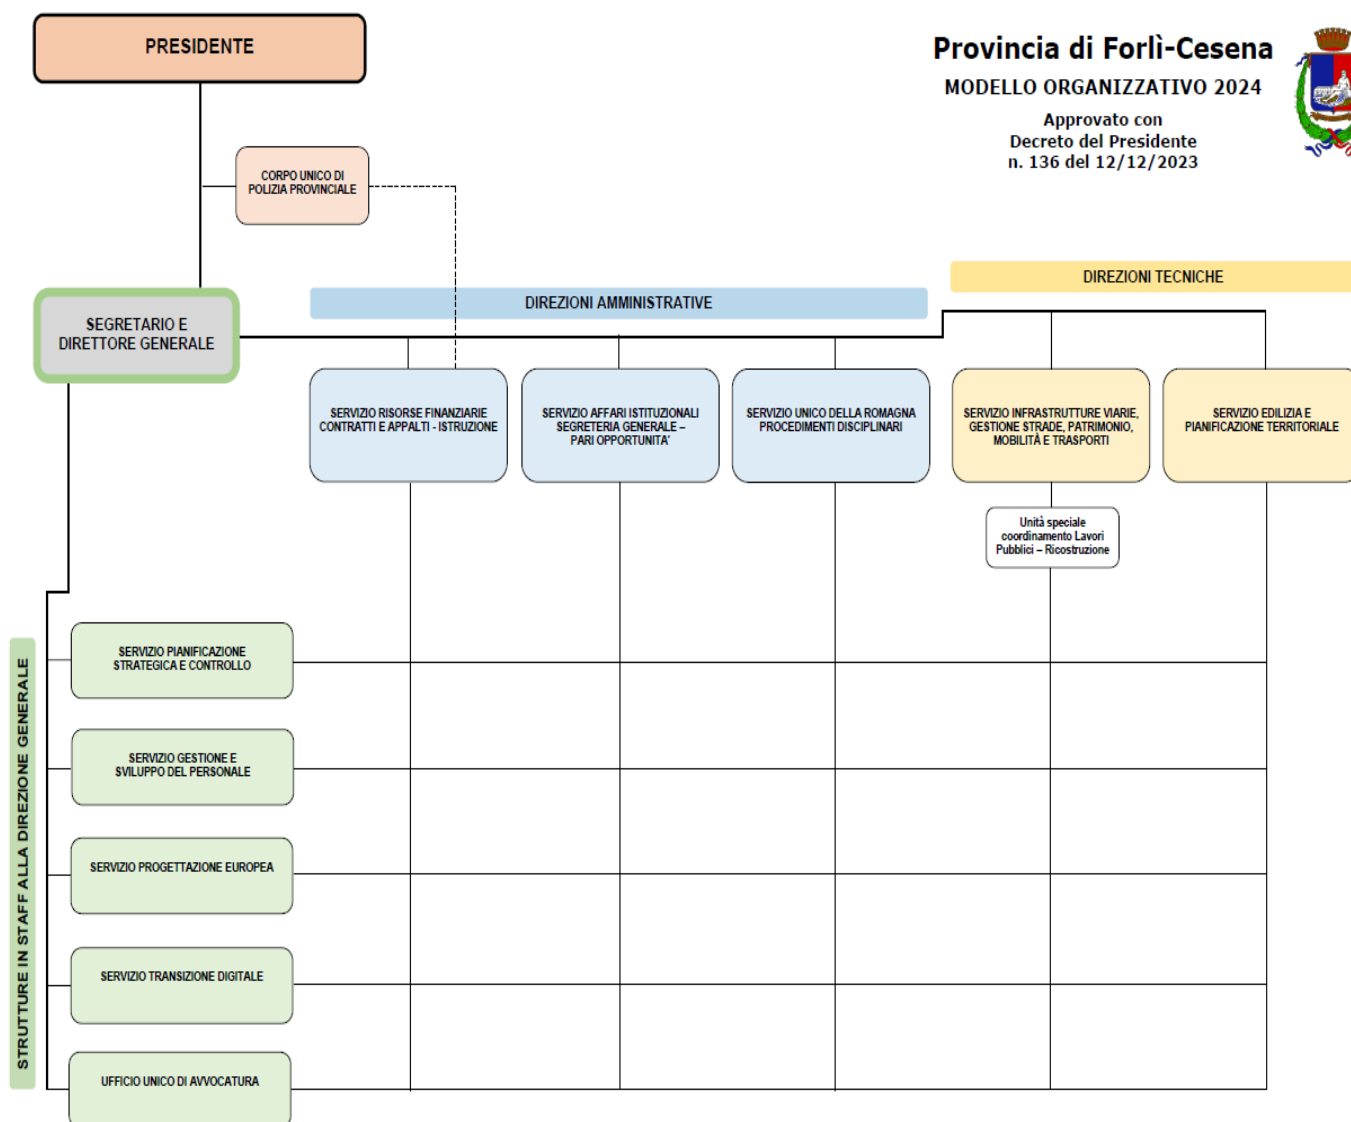 PRESIDENTE
Provincia di Forlì-Cesena
MODELLO ORGANIZZATIVO 2024
Approvato con
Decreto del Presidente
n. 136 del 12/12/2023
CORPO UNICO DI
POLIZIA PROVINCIALE
DIREZIONI TECNICHE
DIREZIONI AMMINISTRATIVE
SEGRETARIO E
DIRETTORE GENERALE
SERVIZIO RISORSE FINANZIARIE
CONTRATTI E APPALTI - ISTRUZIONE
SERVIZIO AFFARI ISTITUZIONALI
SEGRETERIA GENERALE –
PARI OPPORTUNITA'
SERVIZIO UNICO DELLA ROMAGNA
PROCEDIMENTI DISCIPLINARI
SERVIZIO INFRASTRUTTURE VIARIE,
GESTIONE STRADE, PATRIMONIO,
MOBILITÀ E TRASPORTI
SERVIZIO EDILIZIA E
PIANIFICAZIONE TERRITORIALE
Unità speciale
coordinamento Lavori
Pubblici – Ricostruzione
STRUTTURE IN STAFF ALLA DIREZIONE GENERALE
SERVIZIO PIANIFICAZIONE
STRATEGICA E CONTROLLO
SERVIZIO GESTIONE E
SVILUPPO DEL PERSONALE
SERVIZIO PROGETTAZIONE EUROPEA
SERVIZIO TRANSIZIONE DIGITALE
UFFICIO UNICO DI AVVOCATURA